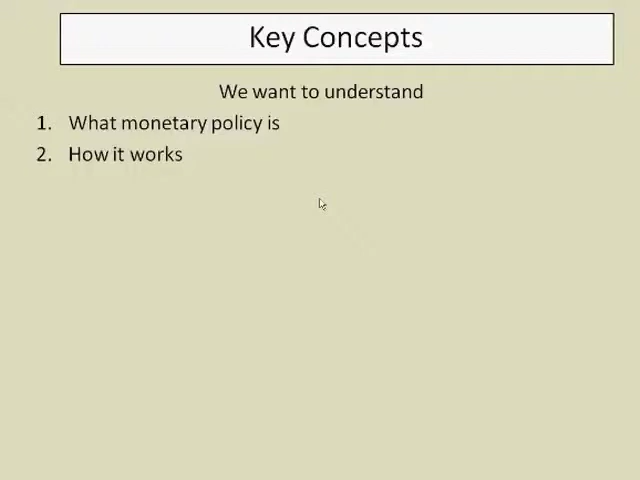 Key Concepts
We want to understand
1. What monetary policy is
2. How it works